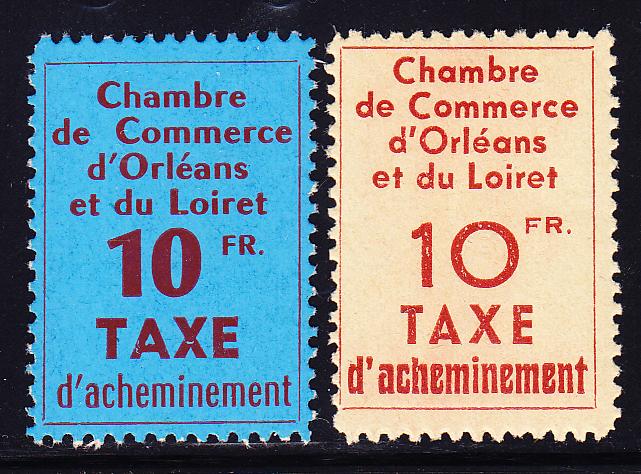 Chambre
de Commerce
d'Orléans
et du Loiret
10 FR.
TAXE
d'acheminement
Chambre
de Commerce
d'Orléans
et du Loiret
10 FR.
TAXE
d'acheminement